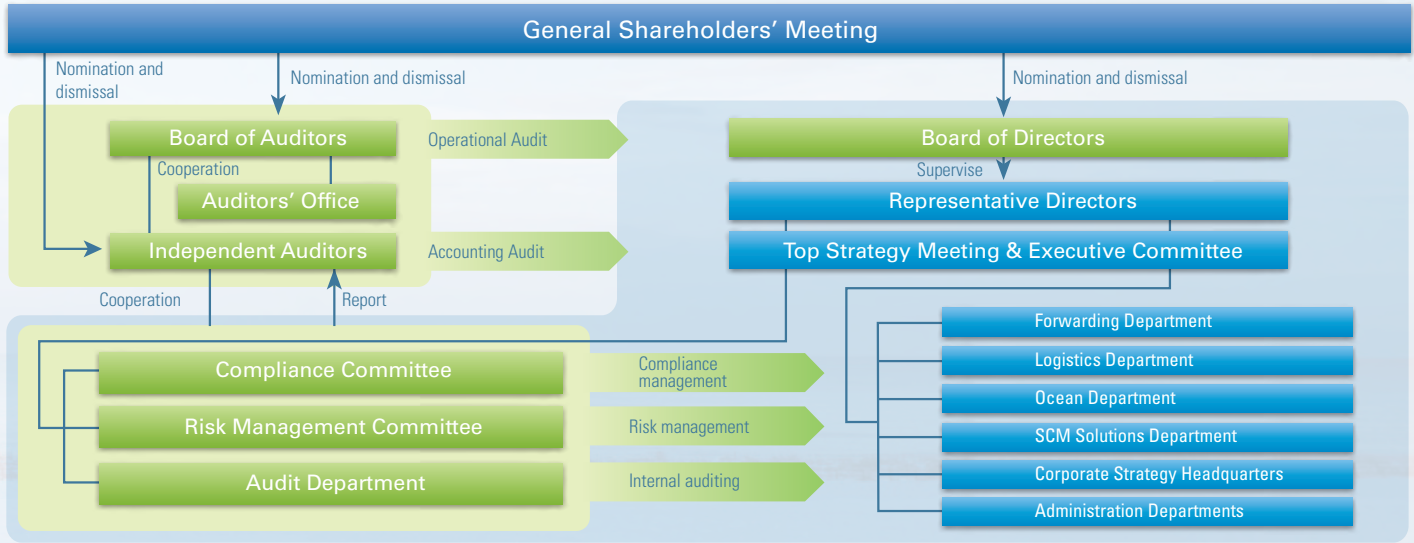 General Shareholders’ Meeting
Nomination and
dismissal
Nomination and dismissal
Nomination and dismissal
Board of Auditors
Operational Audit
Board of Directors
Cooperation
Supervise
Auditors’ Office
Representative Directors
Independent Auditors
Accounting Audit
Top Strategy Meeting & Executive Committee
Cooperation
Report
Forwarding Department
Compliance Committee
Compliance
management
Logistics Department
Ocean Department
Risk Management Committee
Risk management
SCM Solutions Department
Audit Department
Internal auditing
Corporate Strategy Headquarters
Administration Departments